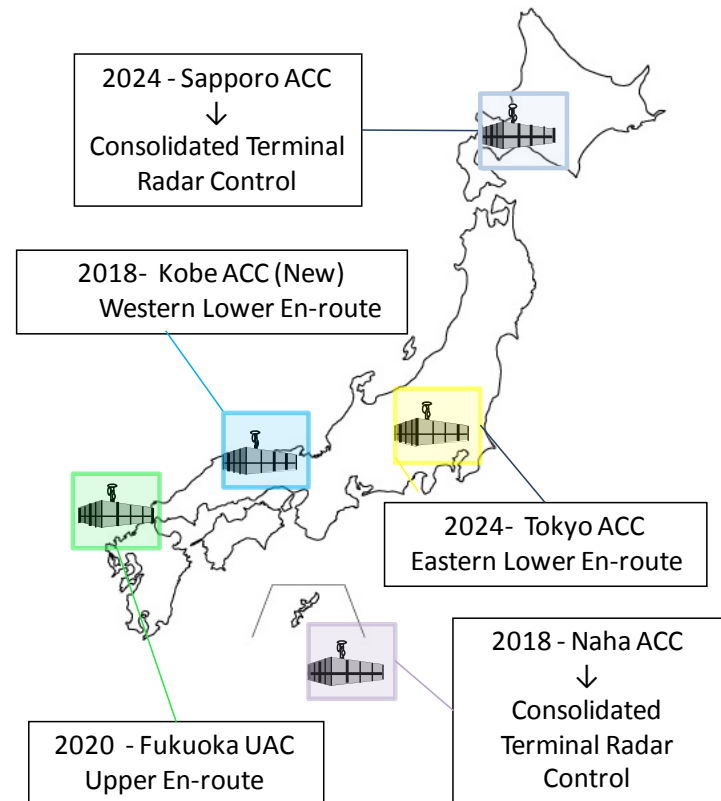 2024 - Sapporo ACC
↓
Consolidated Terminal
Radar Control
2018-  Kobe ACC (New)
Western Lower En-route
2024-  Tokyo ACC
Eastern Lower En-route
2018 - Naha ACC
↓
Consolidated
Terminal Radar
Control
2020  - Fukuoka UAC
Upper En-route